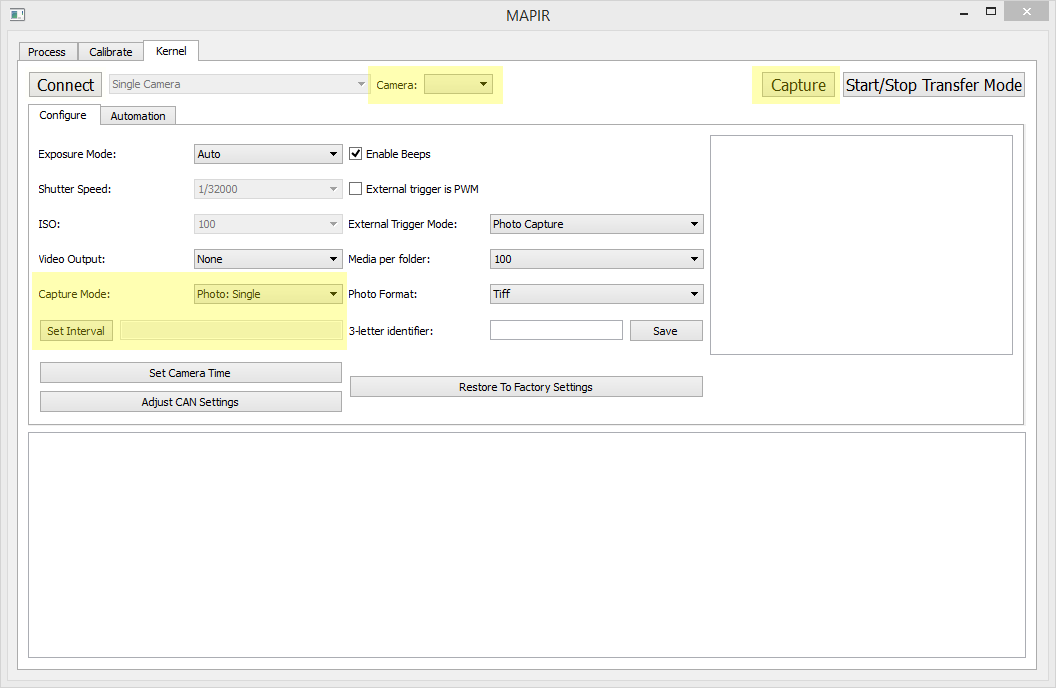 MAPIR
Process Calibrate Kernel
Connect Single Camera Camera: Capture Start/Stop Transfer Mode
Configure Automation
Exposure Mode: Auto Enable Beeps
Shutter Speed: 1/32000 External trigger is PWM
ISO: 100 External Trigger Mode: Photo Capture
Video Output: None Media per folder: 100
Capture Mode: Photo: Single Photo Format: Tiff
Set Interval 3-letter identifier: Save
Set Camera Time
Restore To Factory Settings
Adjust CAN Settings